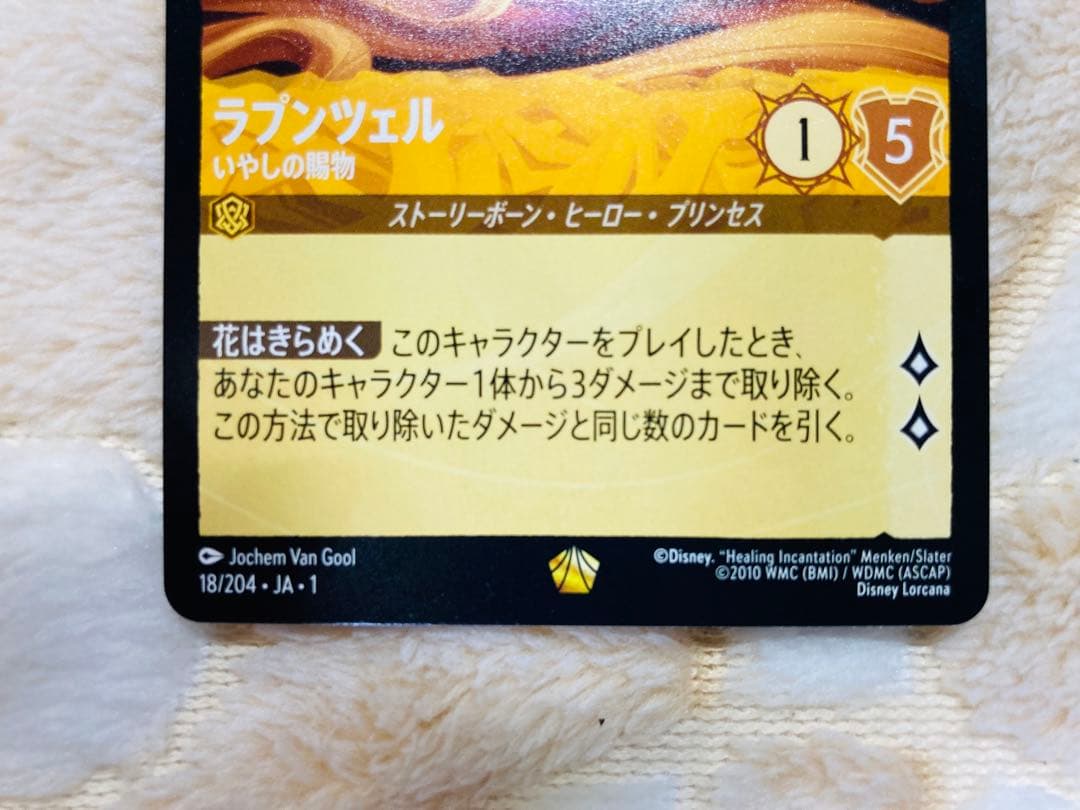 ラプンツェル
いやしの賜物
1 5
ストーリーボーン・ヒーロー・プリンセス
花はきらめく このキャラクターをプレイしたとき、
あなたのキャラクター1体から3ダメージまで取り除く。
この方法で取り除いたダメージと同じ数のカードを引く。
Jochem Van Gool
18/204・JA・1
©Disney. “Healing Incantation” Menken/Slater
©2010 WMC (BMI) / WDMC (ASCAP)
Disney Lorcana